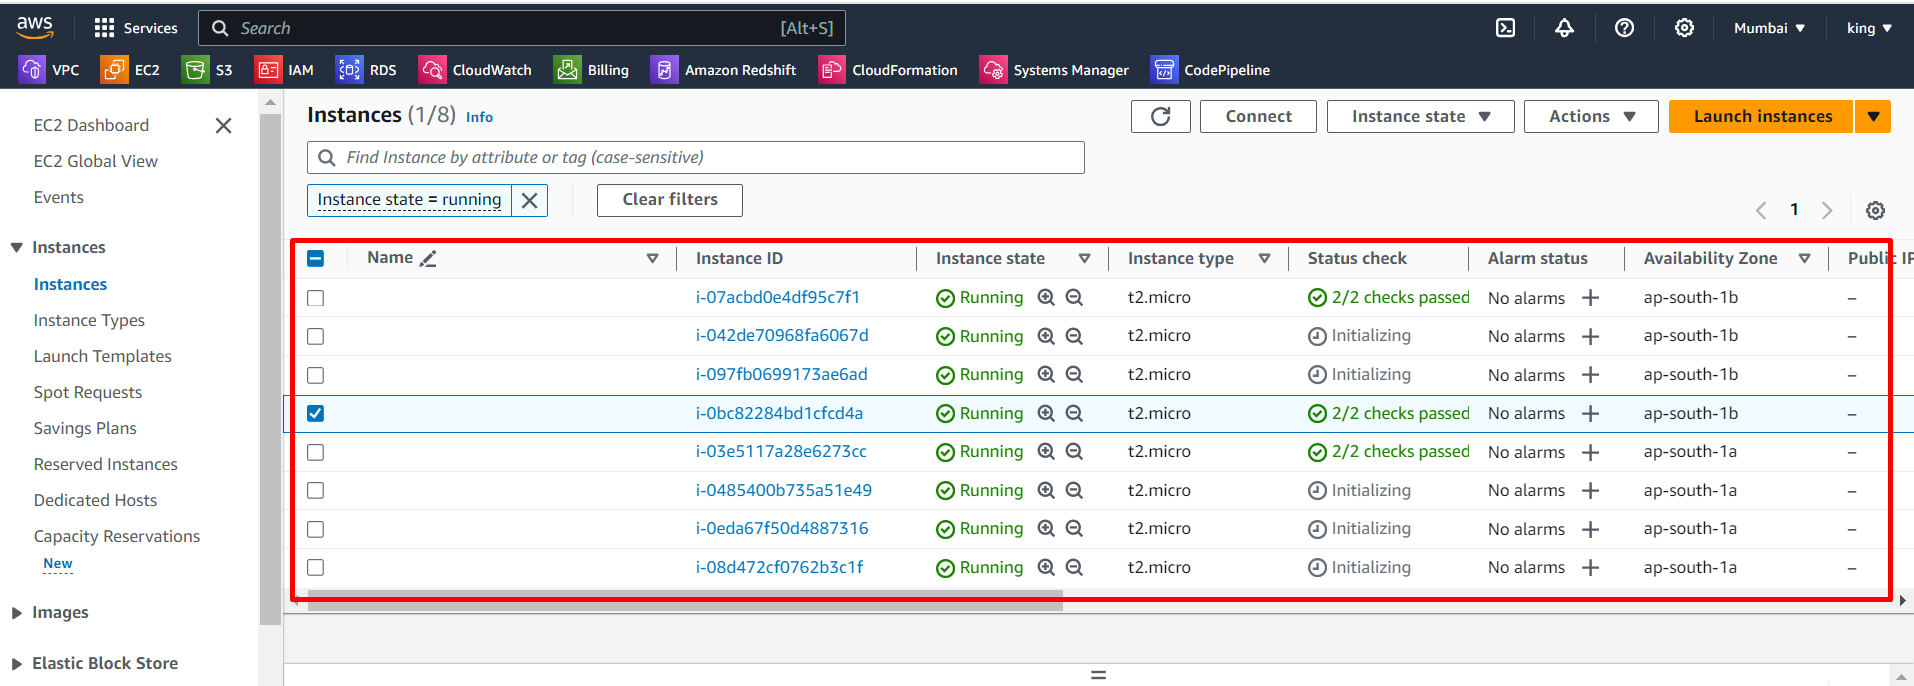 aws Services Search [Alt+S] Mumbai king
VPC EC2 S3 IAM RDS CloudWatch Billing Amazon Redshift CloudFormation Systems Manager CodePipeline
EC2 Dashboard
EC2 Global View
Events
Instances
Instances
Instance Types
Launch Templates
Spot Requests
Savings Plans
Reserved Instances
Dedicated Hosts
Capacity Reservations
New
Images
Elastic Block Store
Instances (1/8) Info
Connect Instance state Actions Launch instances
Find Instance by attribute or tag (case-sensitive)
Instance state = running Clear filters
1
Name Instance ID Instance state Instance type Status check Alarm status Availability Zone Public IP
i-07acbd0e4df95c7f1 Running t2.micro 2/2 checks passed No alarms + ap-south-1b –
i-042de70968fa6067d Running t2.micro Initializing No alarms + ap-south-1b –
i-097fb0699173ae6ad Running t2.micro Initializing No alarms + ap-south-1b –
i-0bc82284bd1cfcd4a Running t2.micro 2/2 checks passed No alarms + ap-south-1b –
i-03e5117a28e6273cc Running t2.micro 2/2 checks passed No alarms + ap-south-1a –
i-0485400b735a51e49 Running t2.micro Initializing No alarms + ap-south-1a –
i-0eda67f50d4887316 Running t2.micro Initializing No alarms + ap-south-1a –
i-08d472cf0762b3c1f Running t2.micro Initializing No alarms + ap-south-1a –